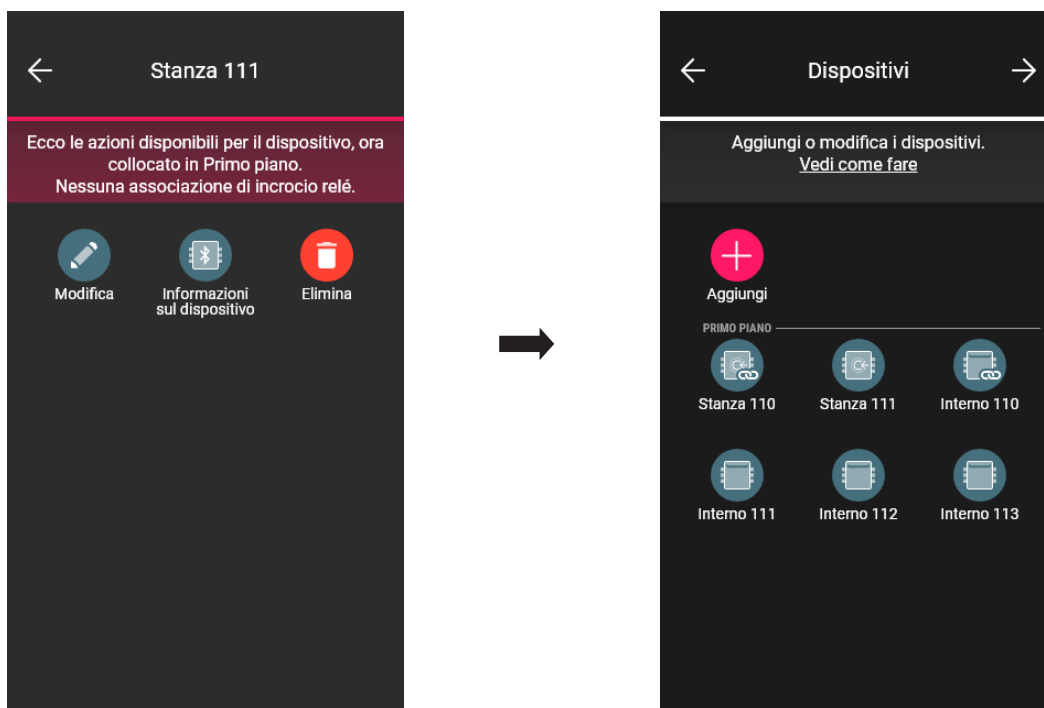 Stanza 111
Ecco le azioni disponibili per il dispositivo, ora
collocato in Primo piano.
Nessuna associazione di incrocio relé.
Modifica
Informazioni
sul dispositivo
Elimina
Dispositivi
Aggiungi o modifica i dispositivi.
Vedi come fare
Aggiungi
PRIMO PIANO
Stanza 110
Stanza 111
Interno 110
Interno 111
Interno 112
Interno 113